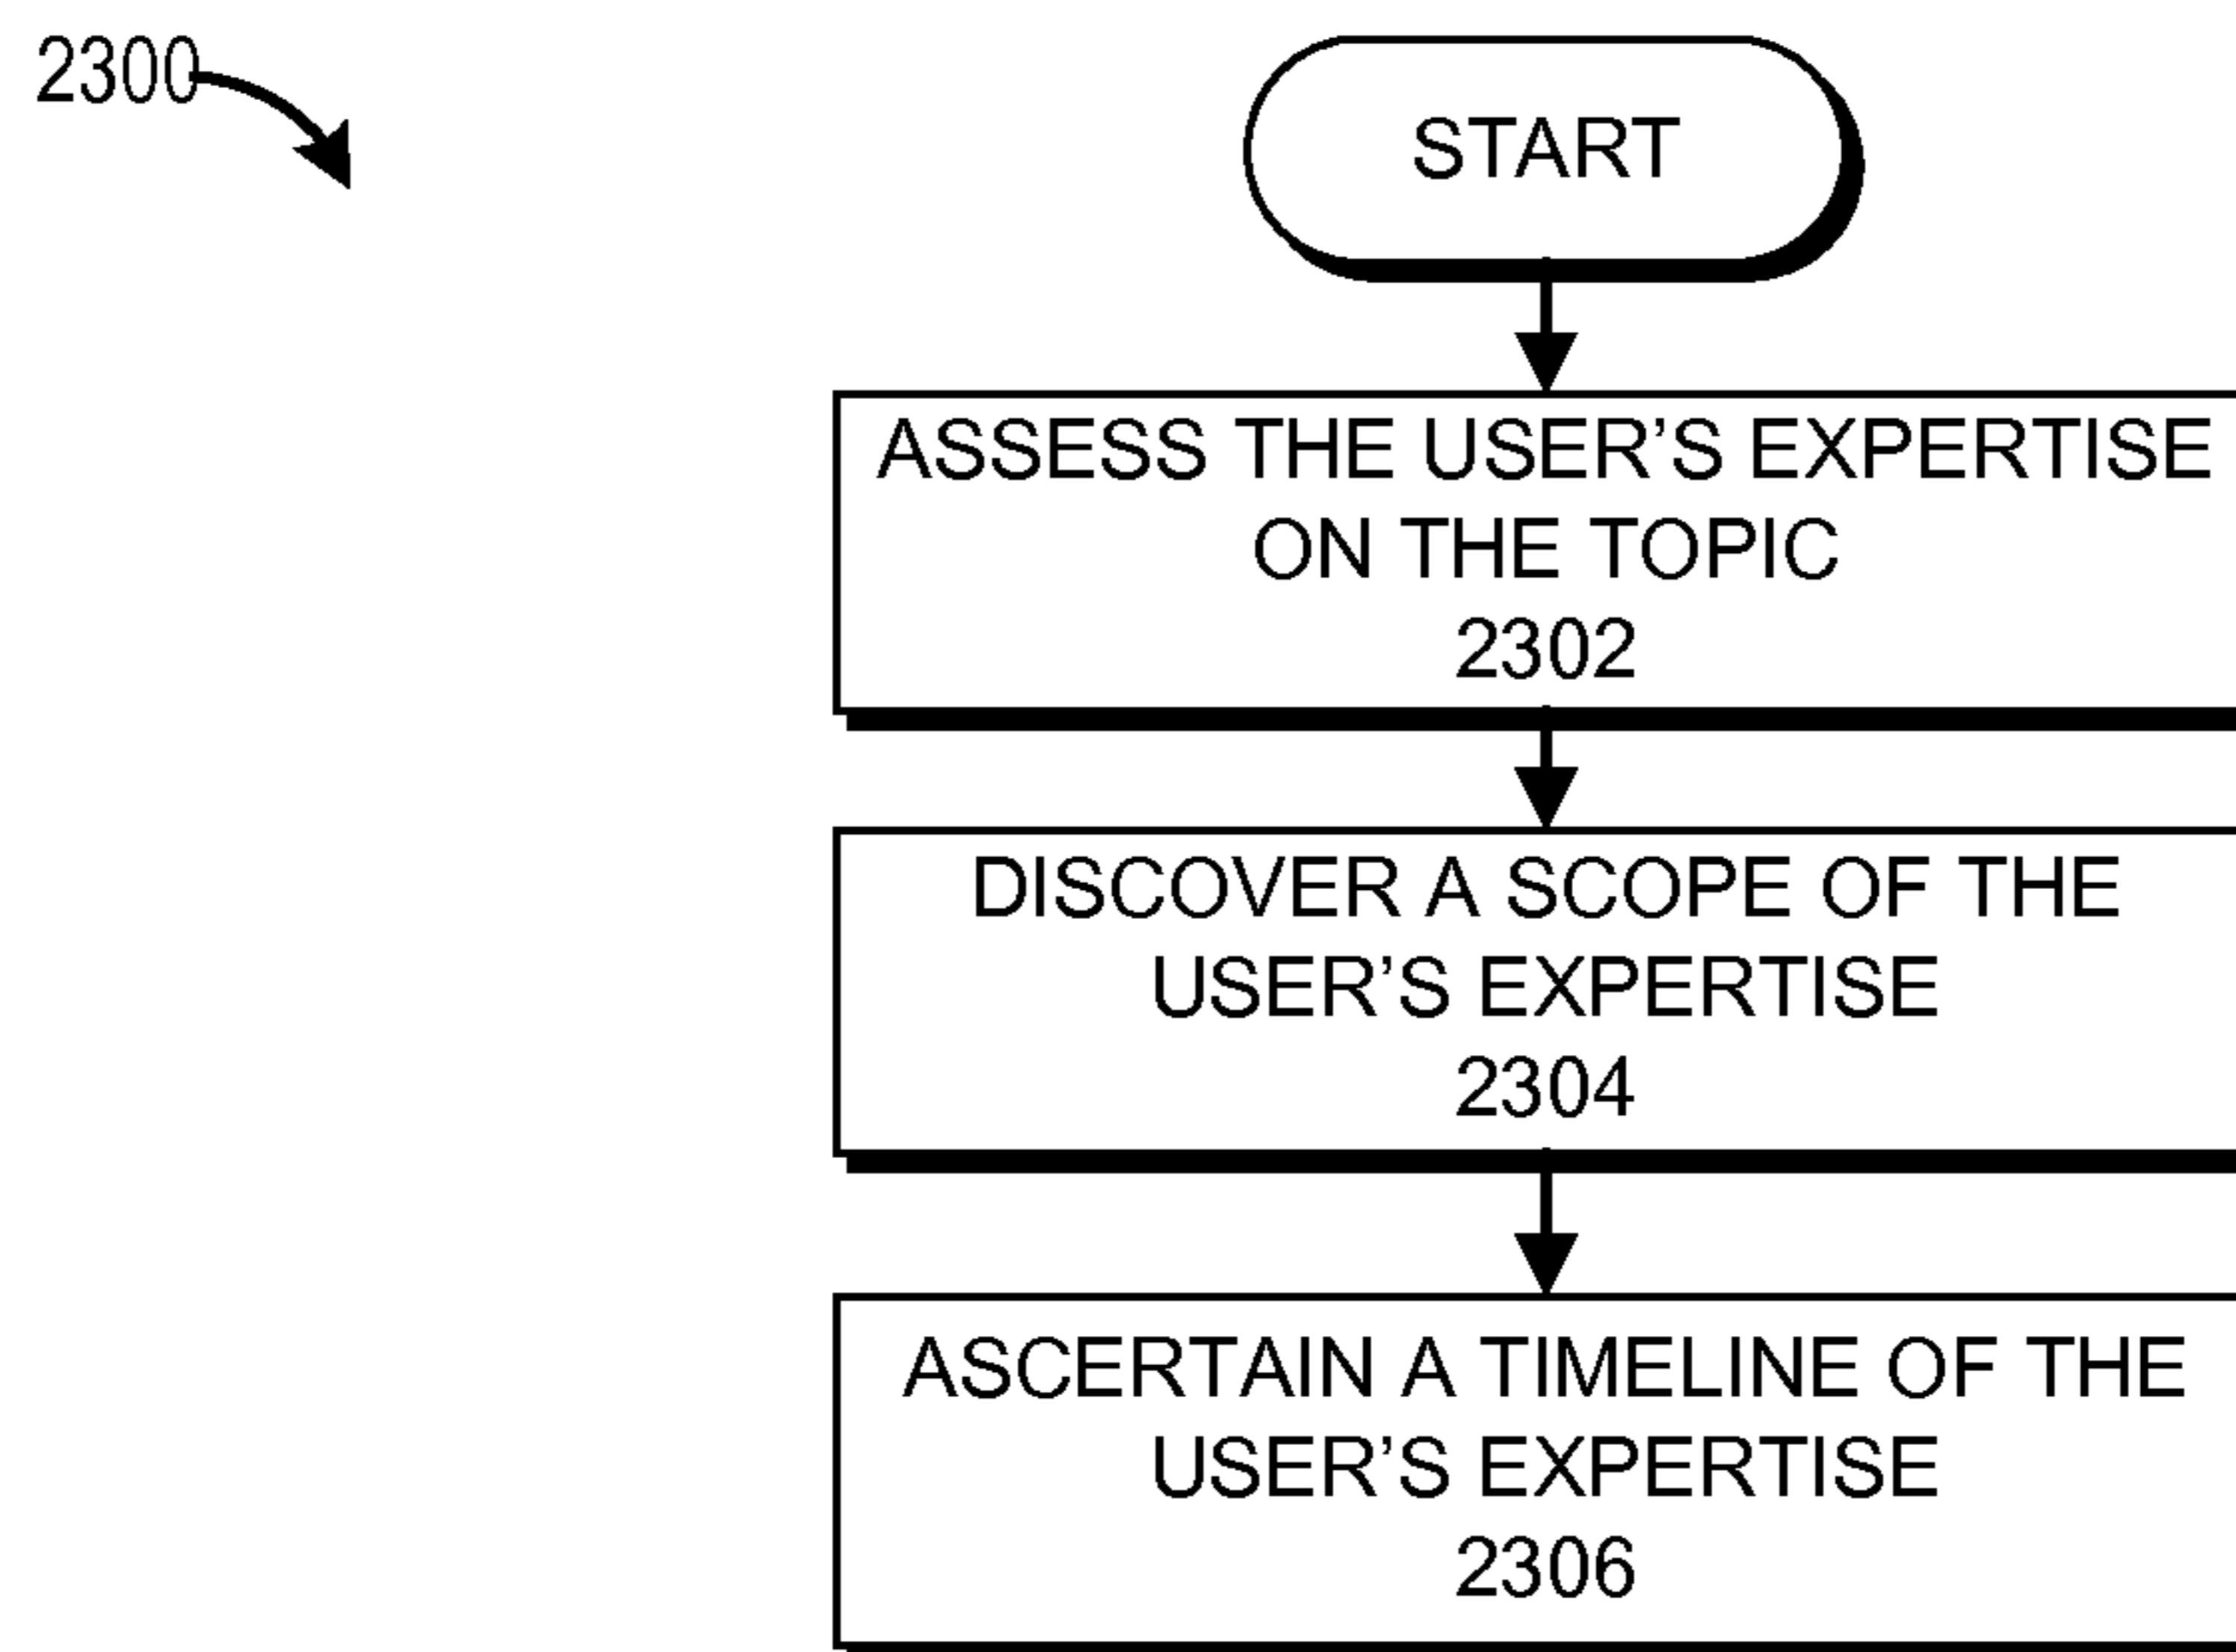 2300
START
ASSESS THE USER'S EXPERTISE
ON THE TOPIC
2302
DISCOVER A SCOPE OF THE
USER'S EXPERTISE
2304
ASCERTAIN A TIMELINE OF THE
USER'S EXPERTISE
2306